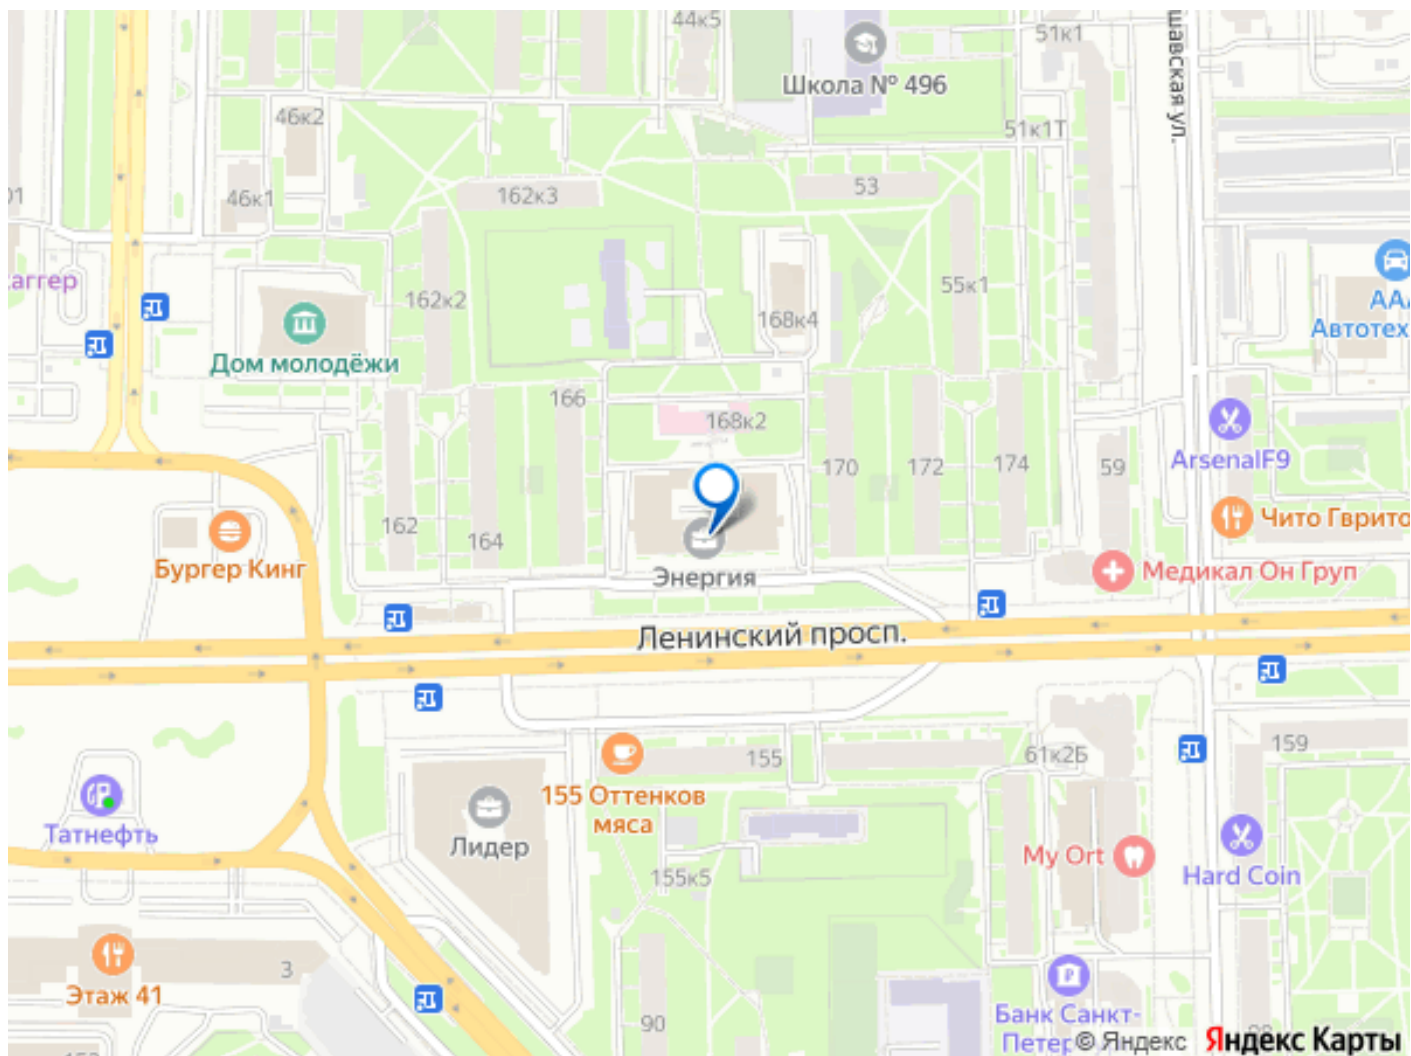 44к5
51к1
Школа № 496
шавская ул.
46к2
51к1Т
01
46к1
162к3
53
аггер
162к2
168к4
55к1
ААА
Автотех
Дом молодёжи
166
168к2
ArsenalF9
170
172
174
59
162
164
Чито Гврито
Бургер Кинг
Энергия
Медикал Он Груп
Ленинский просп.
155
61к2Б
159
155 Оттенков
мяса
Татнефть
Лидер
My Ort
Hard Coin
155к5
3
Этаж 41
90
Банк Санкт-
Петер
© Яндекс
Яндекс Карты